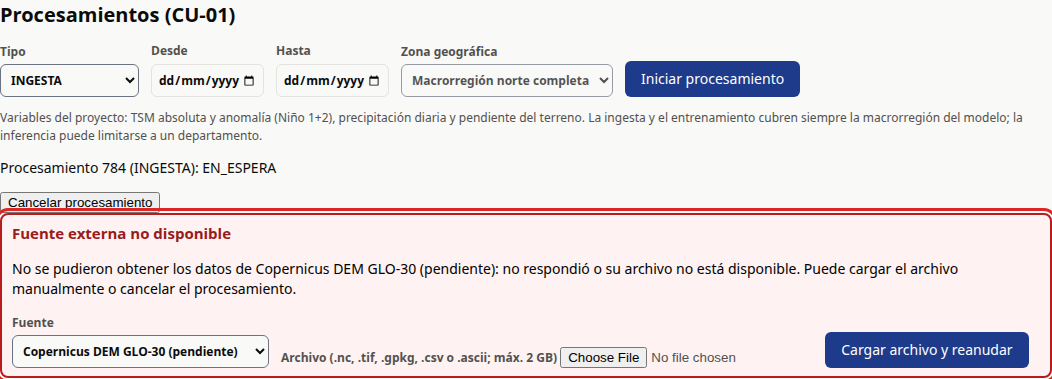 Procesamientos (CU-01)
Tipo Desde Hasta Zona geográfica
INGESTA dd/mm/yyyy dd/mm/yyyy Macrorregión norte completa Iniciar procesamiento
Variables del proyecto: TSM absoluta y anomalía (Niño 1+2), precipitación diaria y pendiente del terreno. La ingesta y el entrenamiento cubren siempre la macrorregión del modelo; la
inferencia puede limitarse a un departamento.
Procesamiento 784 (INGESTA): EN_ESPERA
Cancelar procesamiento
Fuente externa no disponible
No se pudieron obtener los datos de Copernicus DEM GLO-30 (pendiente): no respondió o su archivo no está disponible. Puede cargar el archivo
manualmente o cancelar el procesamiento.
Fuente
Copernicus DEM GLO-30 (pendiente) Archivo (.nc, .tif, .gpkg, .csv o .ascii; máx. 2 GB) Choose File No file chosen Cargar archivo y reanudar